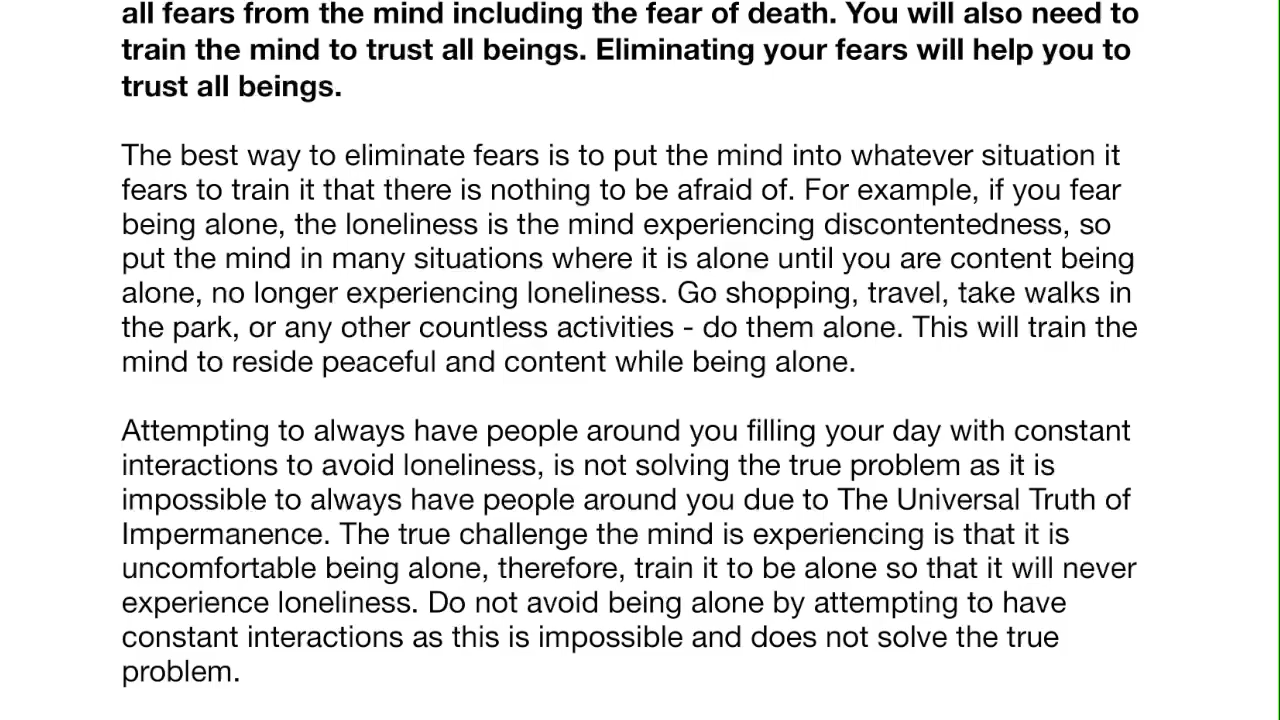 all fears from the mind including the fear of death. You will also need to
train the mind to trust all beings. Eliminating your fears will help you to
trust all beings.
The best way to eliminate fears is to put the mind into whatever situation it
fears to train it that there is nothing to be afraid of. For example, if you fear
being alone, the loneliness is the mind experiencing discontentedness, so
put the mind in many situations where it is alone until you are content being
alone, no longer experiencing loneliness. Go shopping, travel, take walks in
the park, or any other countless activities - do them alone. This will train the
mind to reside peaceful and content while being alone.
Attempting to always have people around you filling your day with constant
interactions to avoid loneliness, is not solving the true problem as it is
impossible to always have people around you due to The Universal Truth of
Impermanence. The true challenge the mind is experiencing is that it is
uncomfortable being alone, therefore, train it to be alone so that it will never
experience loneliness. Do not avoid being alone by attempting to have
constant interactions as this is impossible and does not solve the true
problem.